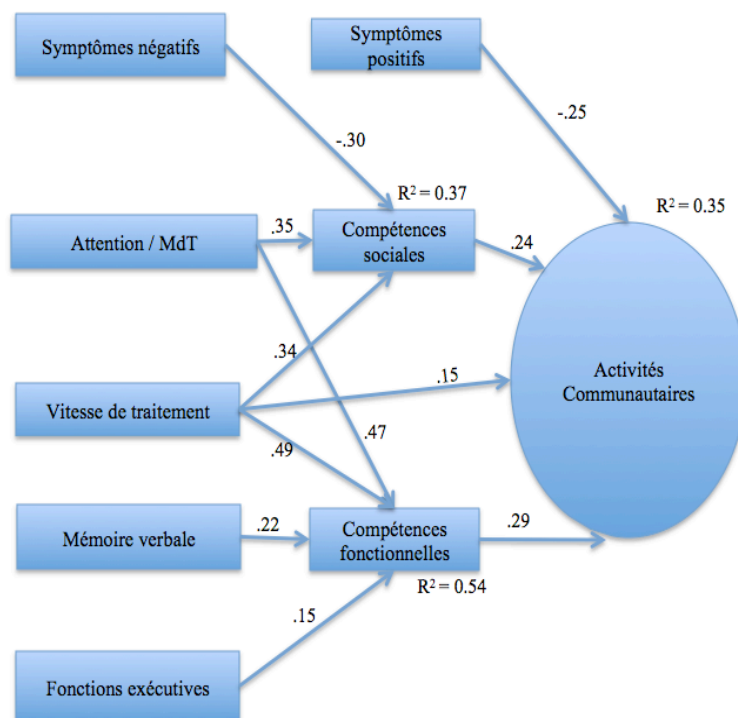 Symptômes négatifs
Symptômes
positifs
-.30
-.25
R² = 0.37
R² = 0.35
Attention / MdT
.35
Compétences
sociales
.24
.34
.15
Activités
Communautaires
Vitesse de traitement
.47
.49
Mémoire verbale
.22
Compétences
fonctionnelles
.29
R² = 0.54
.15
Fonctions exécutives